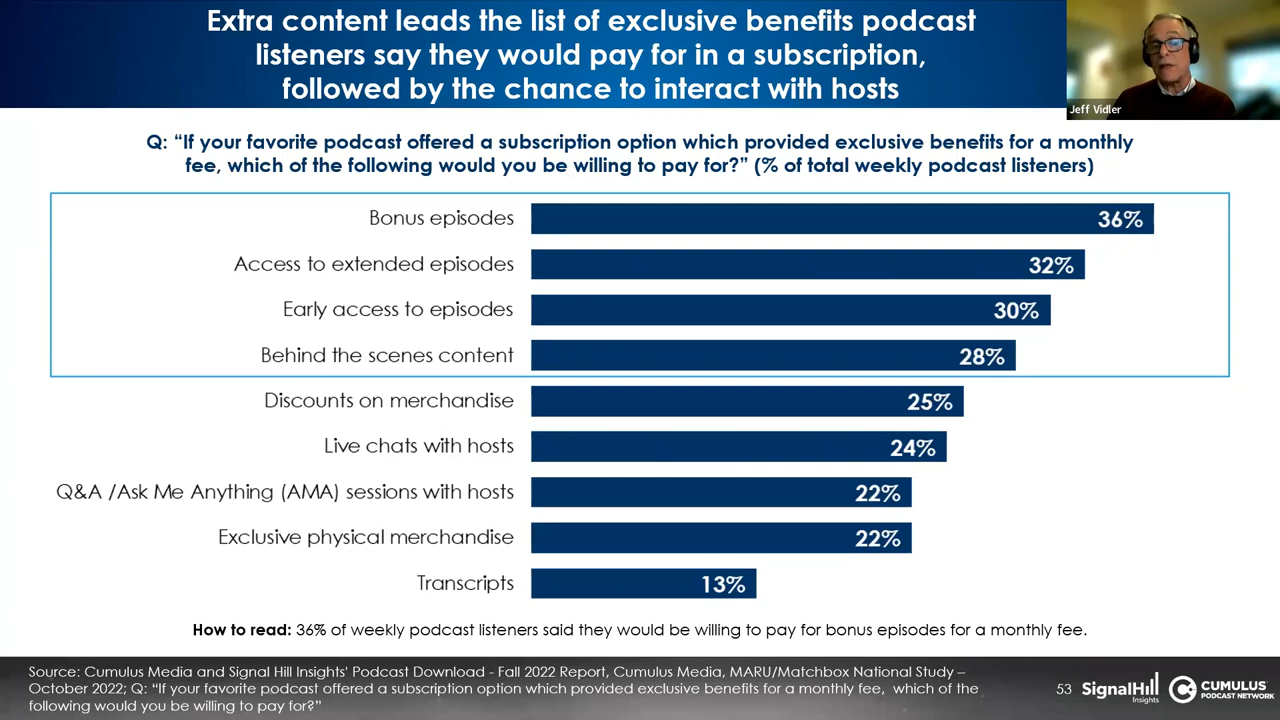 Extra content leads the list of exclusive benefits podcast
listeners say they would pay for in a subscription,
followed by the chance to interact with hosts
Jeff Vidler
Q: “If your favorite podcast offered a subscription option which provided exclusive benefits for a monthly
fee, which of the following would you be willing to pay for?” (% of total weekly podcast listeners)
Bonus episodes 36%
Access to extended episodes 32%
Early access to episodes 30%
Behind the scenes content 28%
Discounts on merchandise 25%
Live chats with hosts 24%
Q&A /Ask Me Anything (AMA) sessions with hosts 22%
Exclusive physical merchandise 22%
Transcripts 13%
How to read: 36% of weekly podcast listeners said they would be willing to pay for bonus episodes for a monthly fee.
Source: Cumulus Media and Signal Hill Insights' Podcast Download - Fall 2022 Report, Cumulus Media, MARU/Matchbox National Study –
October 2022; Q: “If your favorite podcast offered a subscription option which provided exclusive benefits for a monthly fee, which of the
following would you be willing to pay for?”
53
SignalHill
Insights
CUMULUS
PODCAST NETWORK